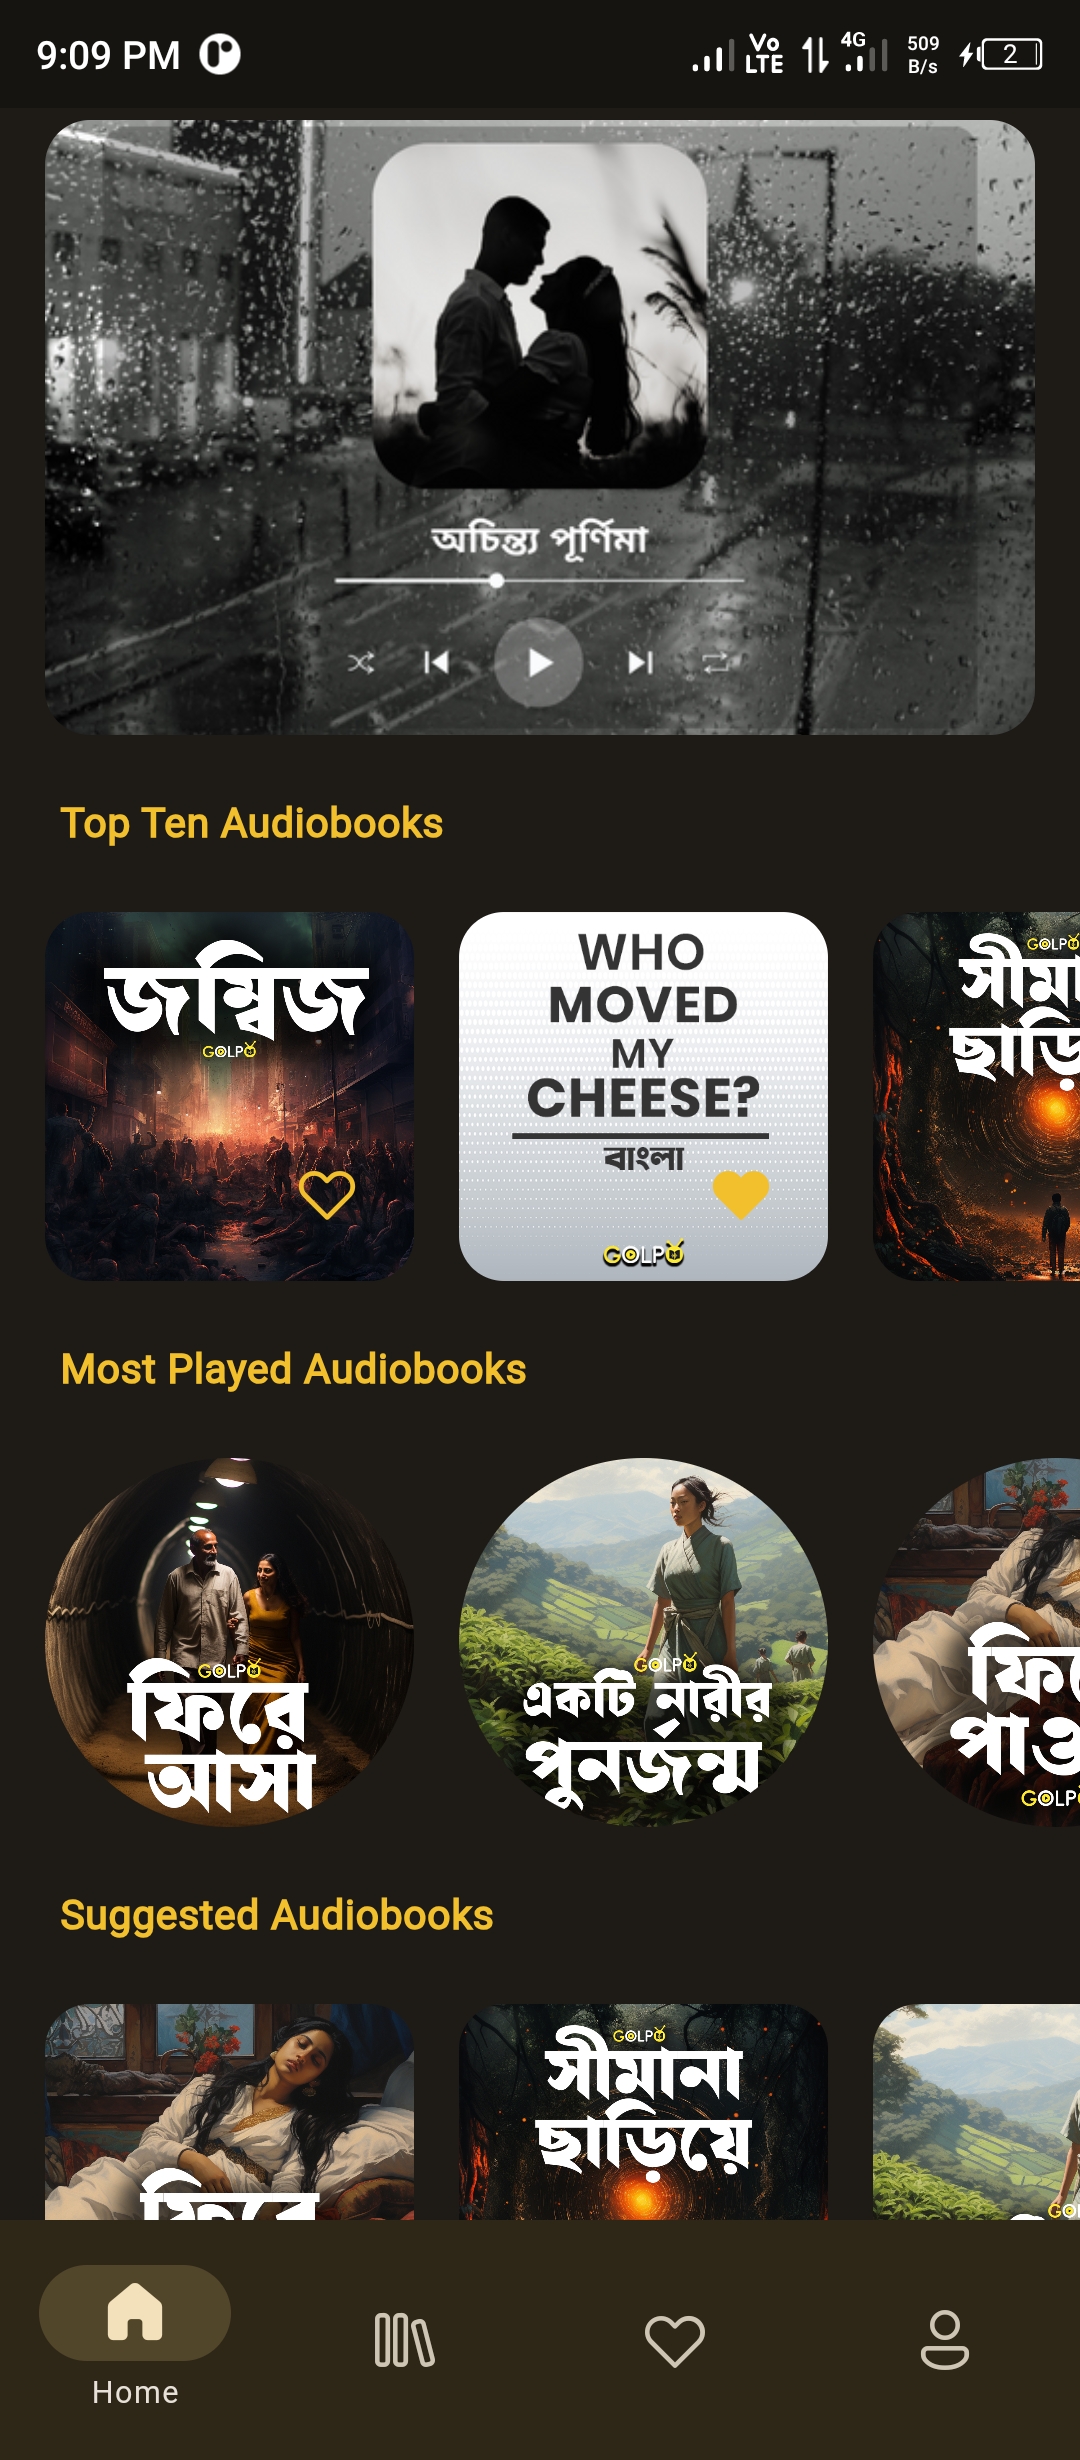 9:09 PM
Vo
LTE
4G
509
B/s
2
অচিন্ত্য পূর্ণিমা
Top Ten Audiobooks
জম্বিজ
GOLPO
WHO
MOVED
MY
CHEESE?
বাংলা
GOLPO
GOLPO
সীমা
ছাড়ি
Most Played Audiobooks
GOLPO
ফিরে
আসা
GOLPO
একটি নারীর
পুনর্জন্ম
ফি
পাও
GOLP
Suggested Audiobooks
ফিরে
GOLPO
সীমানা
ছাড়িয়ে
GOL
Home